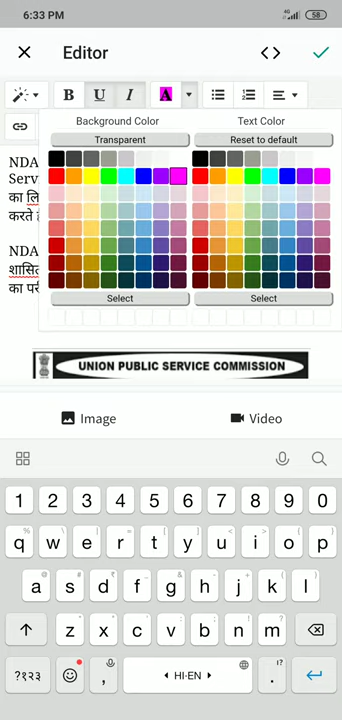 6:33 PM
4G
58
Editor
B U I A
Background Color Text Color
Transparent Reset to default
NDA
Serv
का लि
करते
NDA
शासित
का पर
Select Select
UNION PUBLIC SERVICE COMMISSION
Image Video
1 2 3 4 5 6 7 8 9 0
q w e r t y u i o p
a s d f g h j k l
z x c v b n m
?१२३ , HI-EN .